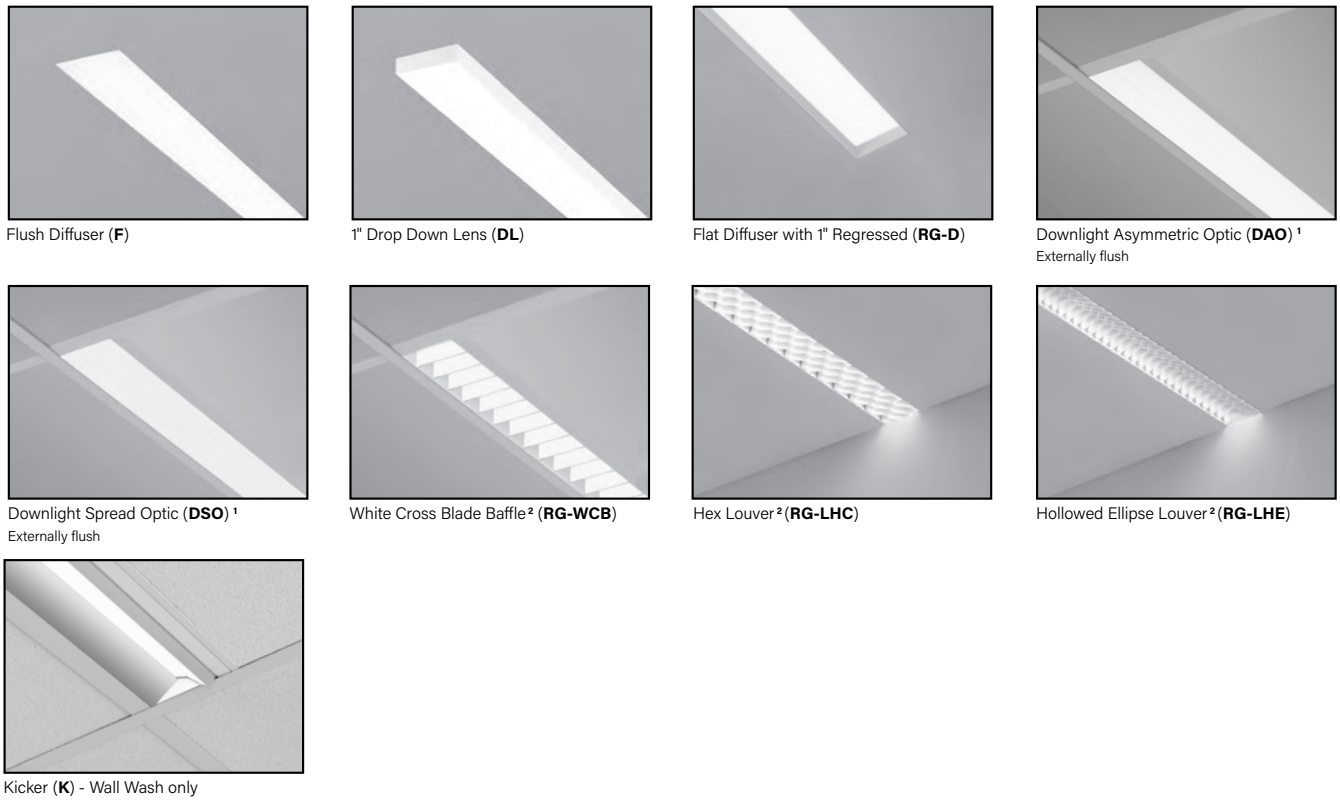 Flush Diffuser (F)
1" Drop Down Lens (DL)
Flat Diffuser with 1" Regressed (RG-D)
Downlight Asymmetric Optic (DAO) ¹
Externally flush
Downlight Spread Optic (DSO) ¹
Externally flush
White Cross Blade Baffle ² (RG-WCB)
Hex Louver ² (RG-LHC)
Hollowed Ellipse Louver ² (RG-LHE)
Kicker (K) - Wall Wash only